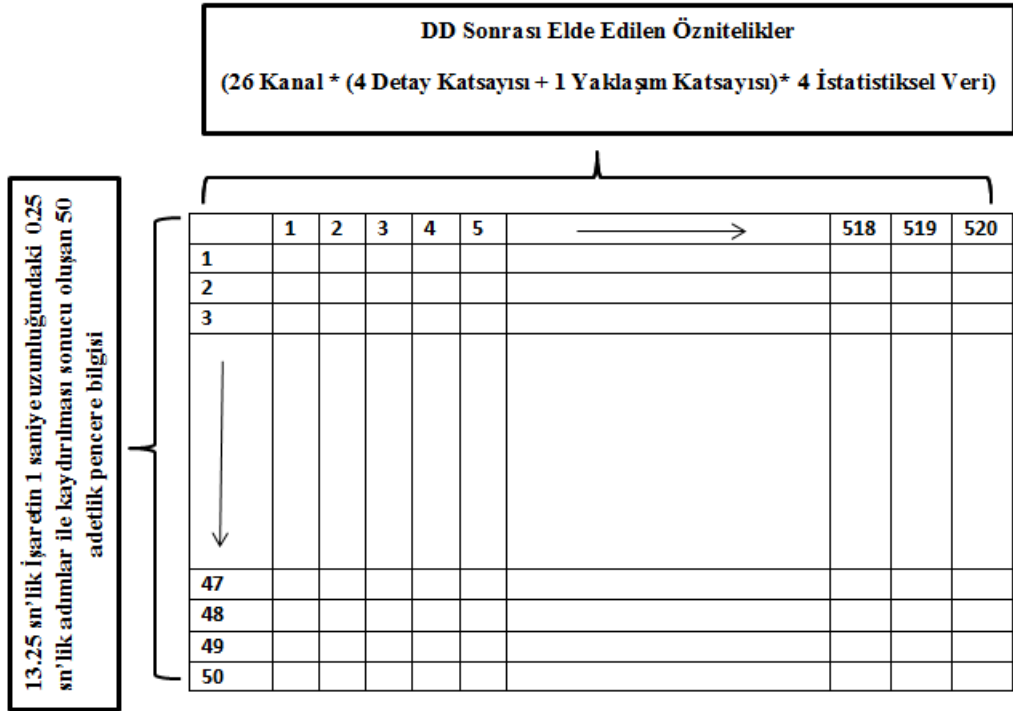 DD Sonrası Elde Edilen Öznitelikler
(26 Kanal * (4 Detay Katsayısı + 1 Yaklaşım Katsayısı)* 4 İstatistiksel Veri)
13.25 sn'lik İşaretin 1 saniye uzunluğundaki 0.25
sn'lik adımlar ile kaydırılması sonucu oluşan 50
adetlik pencere bilgisi
1 2 3 4 5 518 519 520
1
2
3
47
48
49
50